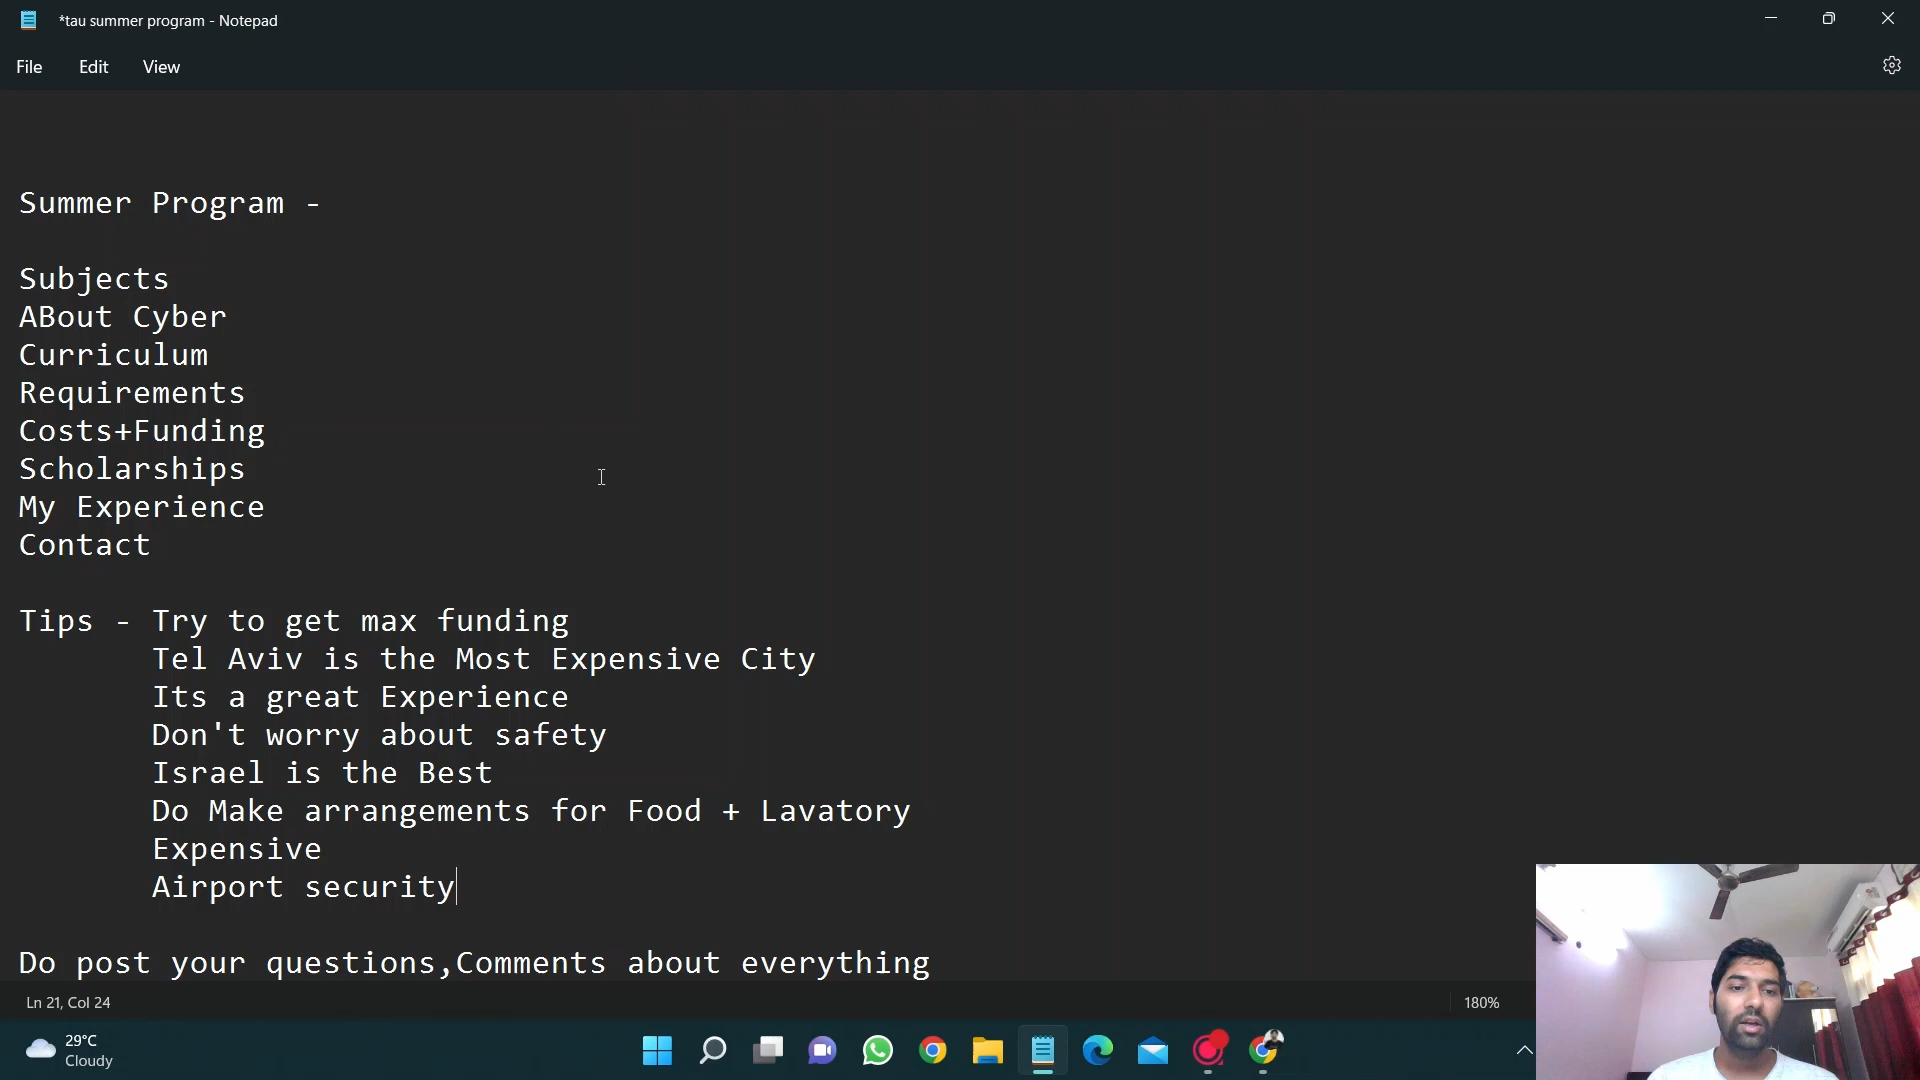 *tau summer program - Notepad
File Edit View
Summer Program -
Subjects
ABout Cyber
Curriculum
Requirements
Costs+Funding
Scholarships
My Experience
Contact
Tips - Try to get max funding
Tel Aviv is the Most Expensive City
Its a great Experience
Don't worry about safety
Israel is the Best
Do Make arrangements for Food + Lavatory
Expensive
Airport security
Do post your questions,Comments about everything
Ln 21, Col 24 180%
29°C
Cloudy